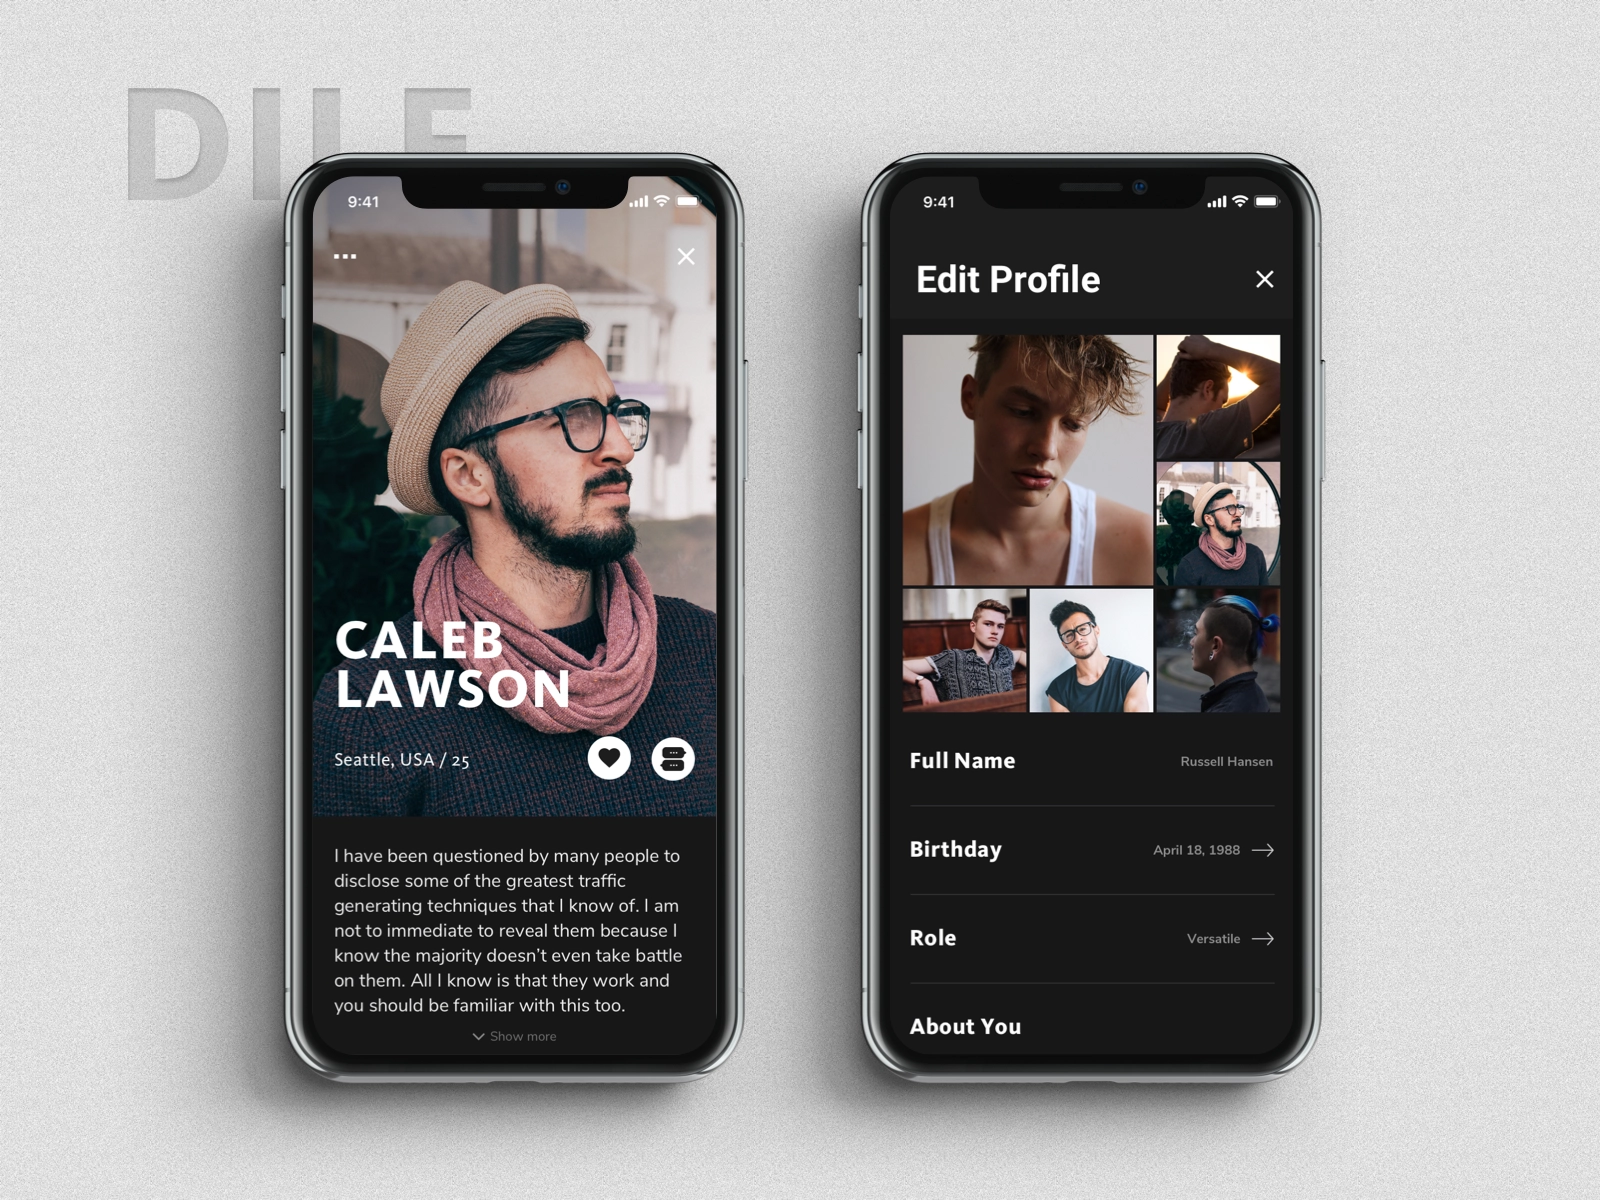 DILF
9:41
CALEB
LAWSON
Seattle, USA / 25
I have been questioned by many people to
disclose some of the greatest traffic
generating techniques that I know of. I am
not to immediate to reveal them because I
know the majority doesn't even take battle
on them. All I know is that they work and
you should be familiar with this too.
Show more
9:41
Edit Profile
Full Name
Russell Hansen
Birthday
April 18, 1988
Role
Versatile
About You